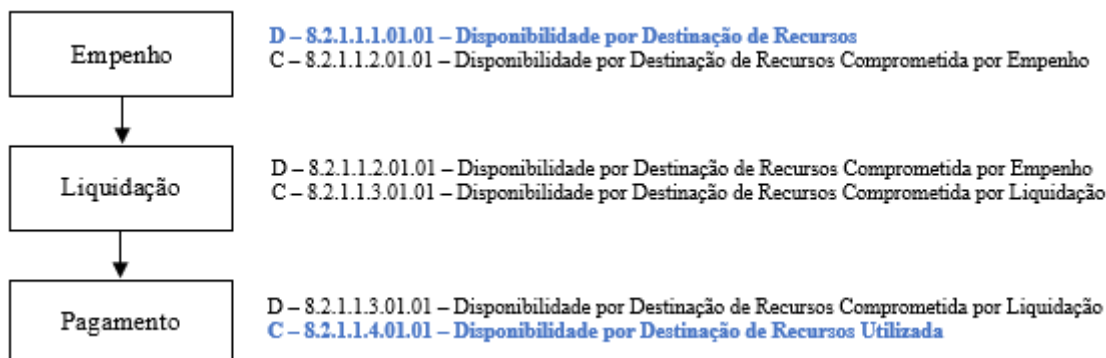 Empenho
D – 8.2.1.1.1.01.01 – Disponibilidade por Destinação de Recursos
C – 8.2.1.1.2.01.01 – Disponibilidade por Destinação de Recursos Comprometida por Empenho
Liquidação
D – 8.2.1.1.2.01.01 – Disponibilidade por Destinação de Recursos Comprometida por Empenho
C – 8.2.1.1.3.01.01 – Disponibilidade por Destinação de Recursos Comprometida por Liquidação
Pagamento
D – 8.2.1.1.3.01.01 – Disponibilidade por Destinação de Recursos Comprometida por Liquidação
C – 8.2.1.1.4.01.01 – Disponibilidade por Destinação de Recursos Utilizada